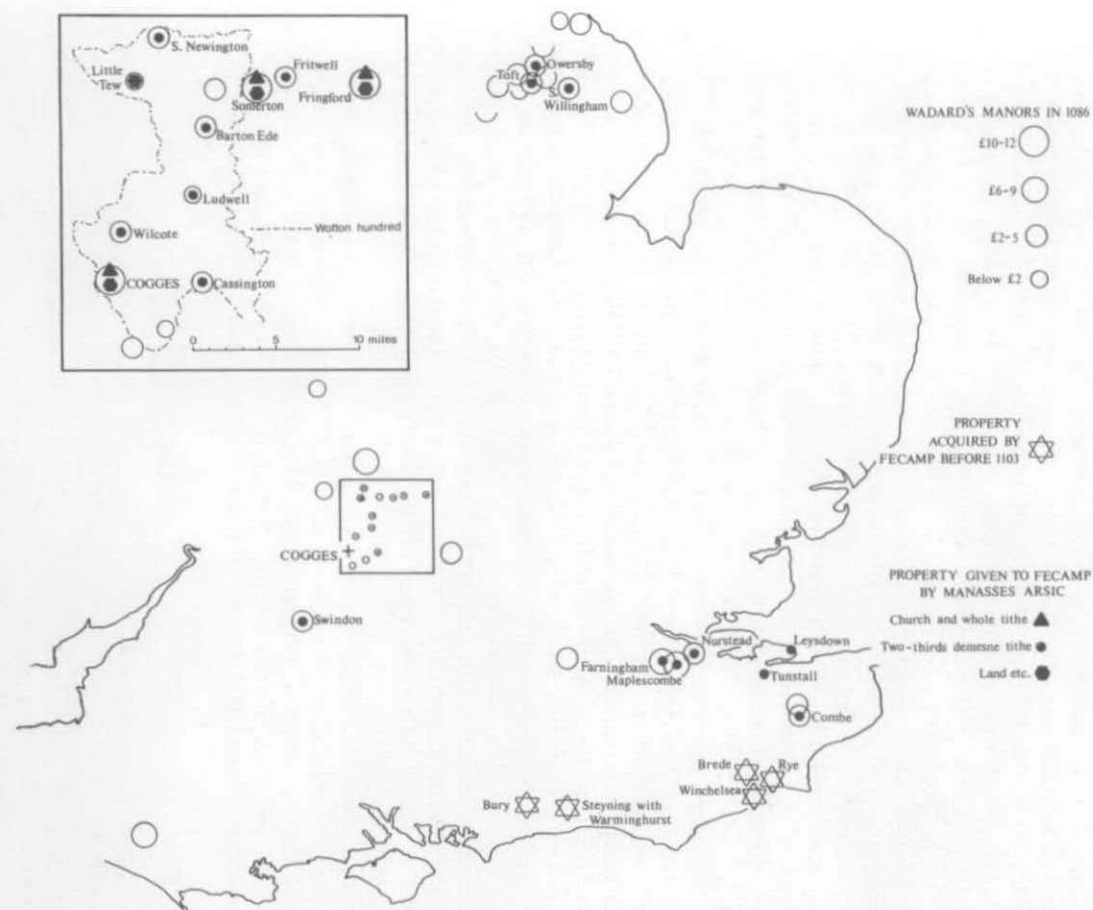 S. Newington
Little
Tew
Fritwell
Somerton
Fringford
Barton Ede
Ludwell
Wilcote
Wotton hundred
COGGES
Cassington
0 5 10 miles
Owersby
Toft
S.
Willingham
WADARD'S MANORS IN 1086
£10-12
£6-9
£2-5
Below £2
PROPERTY
ACQUIRED BY
FECAMP BEFORE 1103
COGGES
Swindon
PROPERTY GIVEN TO FECAMP
BY MANASSES ARSIC
Church and whole tithe
Two-thirds demesne tithe
Land etc.
Nurstead
Leysdown
Farningham
Maplescombe
Tunstall
Combe
Brede
Rye
Winchelsea
Bury
Steyning with
Warminghurst